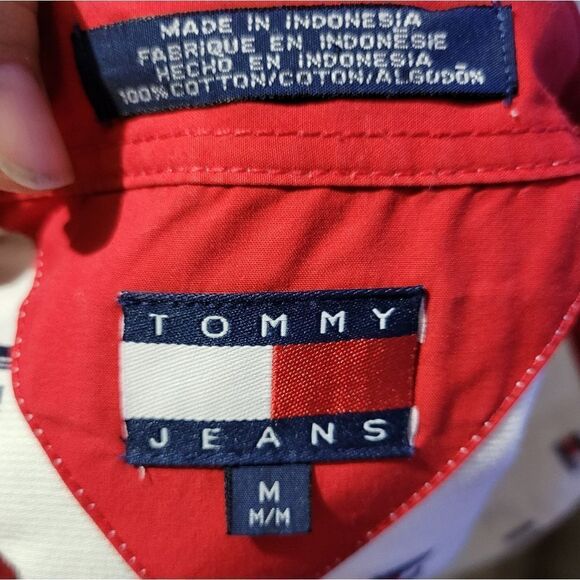 MADE IN INDONESIA
FABRIQUE EN INDONESIE
HECHO EN INDONESIA
100% COTTON/COTON/ALGODÓN
TOMMY
JEANS
M
M/M